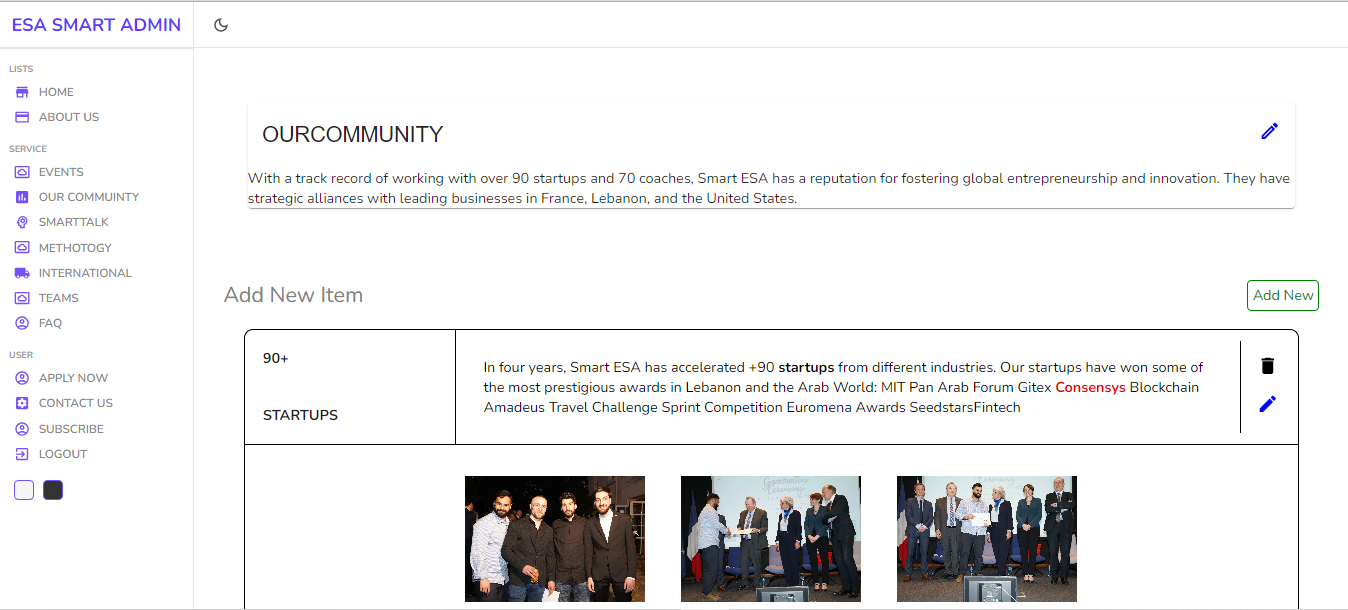 ESA SMART ADMIN
LISTS
HOME
ABOUT US
SERVICE
EVENTS
OUR COMMUINTY
SMARTTALK
METHOTOGY
INTERNATIONAL
TEAMS
FAQ
USER
APPLY NOW
CONTACT US
SUBSCRIBE
LOGOUT
OURCOMMUNITY
With a track record of working with over 90 startups and 70 coaches, Smart ESA has a reputation for fostering global entrepreneurship and innovation. They have
strategic alliances with leading businesses in France, Lebanon, and the United States.
Add New Item
Add New
90+
STARTUPS
In four years, Smart ESA has accelerated +90 startups from different industries. Our startups have won some of
the most prestigious awards in Lebanon and the Arab World: MIT Pan Arab Forum Gitex Consensys Blockchain
Amadeus Travel Challenge Sprint Competition Euromena Awards SeedstarsFintech
Graduation
Ceremony